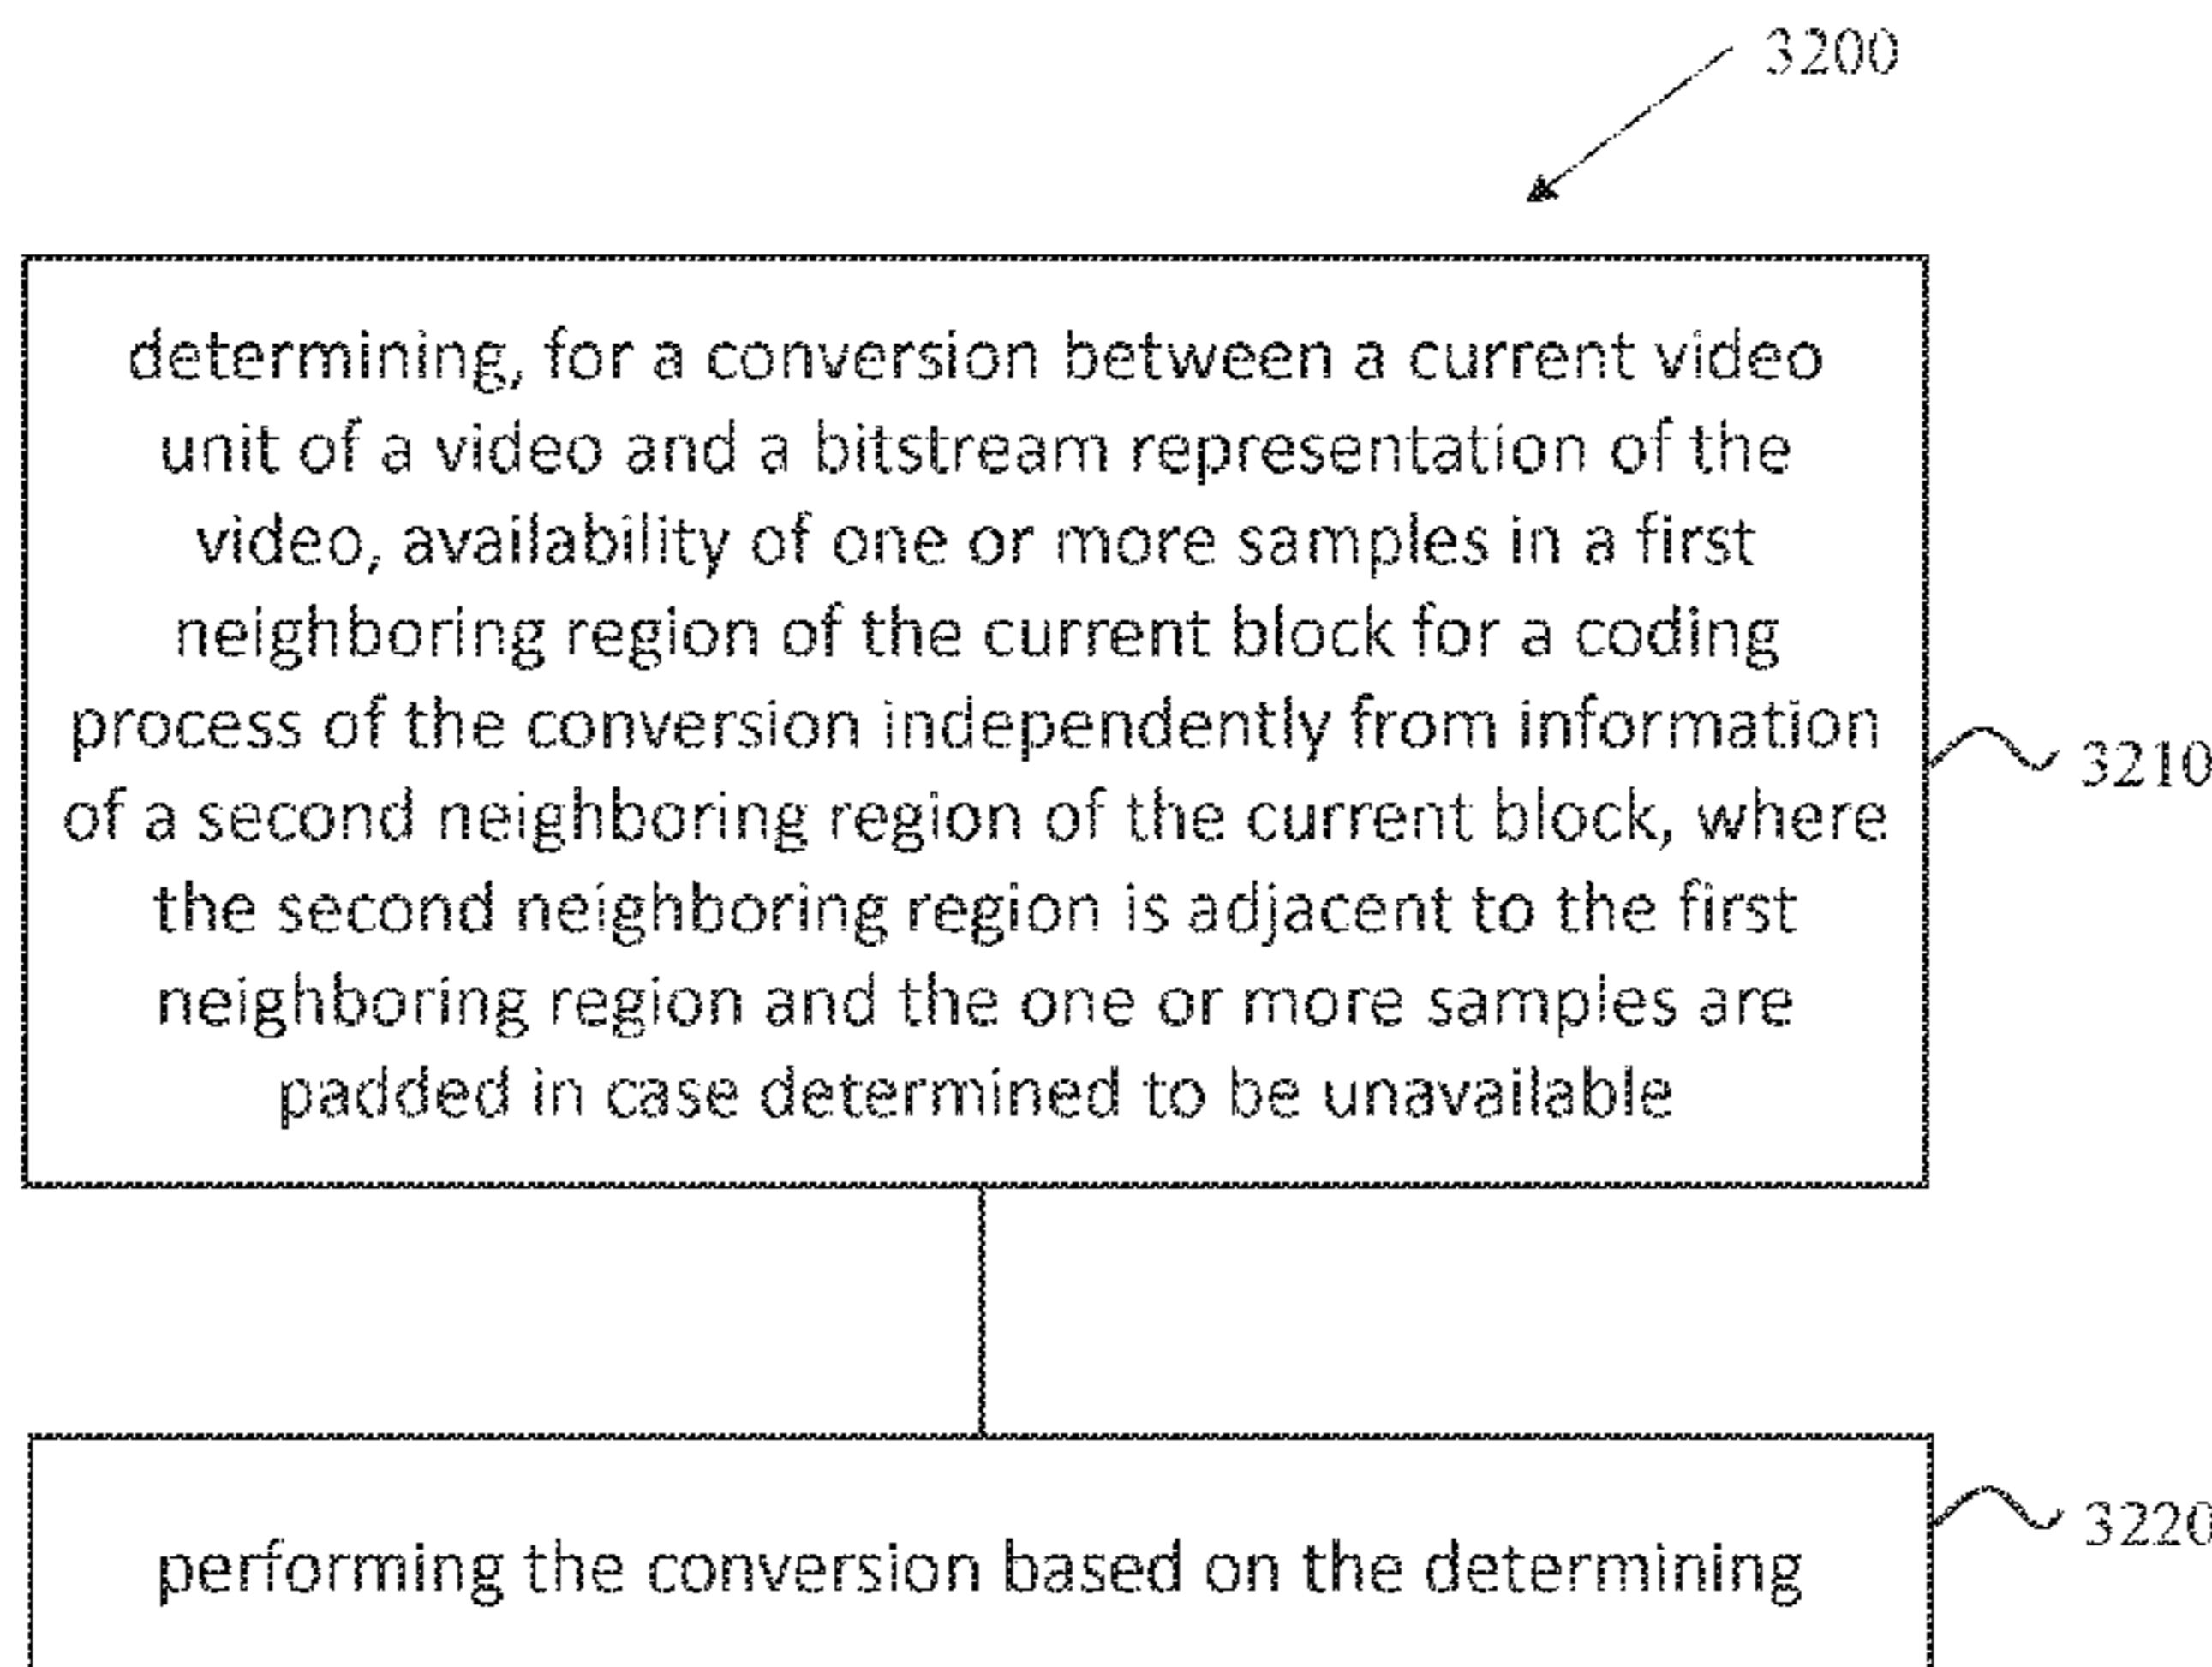 3200
determining, for a conversion between a current video
unit of a video and a bitstream representation of the
video, availability of one or more samples in a first
neighboring region of the current block for a coding
process of the conversion independently from information
of a second neighboring region of the current block, where
the second neighboring region is adjacent to the first
neighboring region and the one or more samples are
padded in case determined to be unavailable
3210
performing the conversion based on the determining
3220